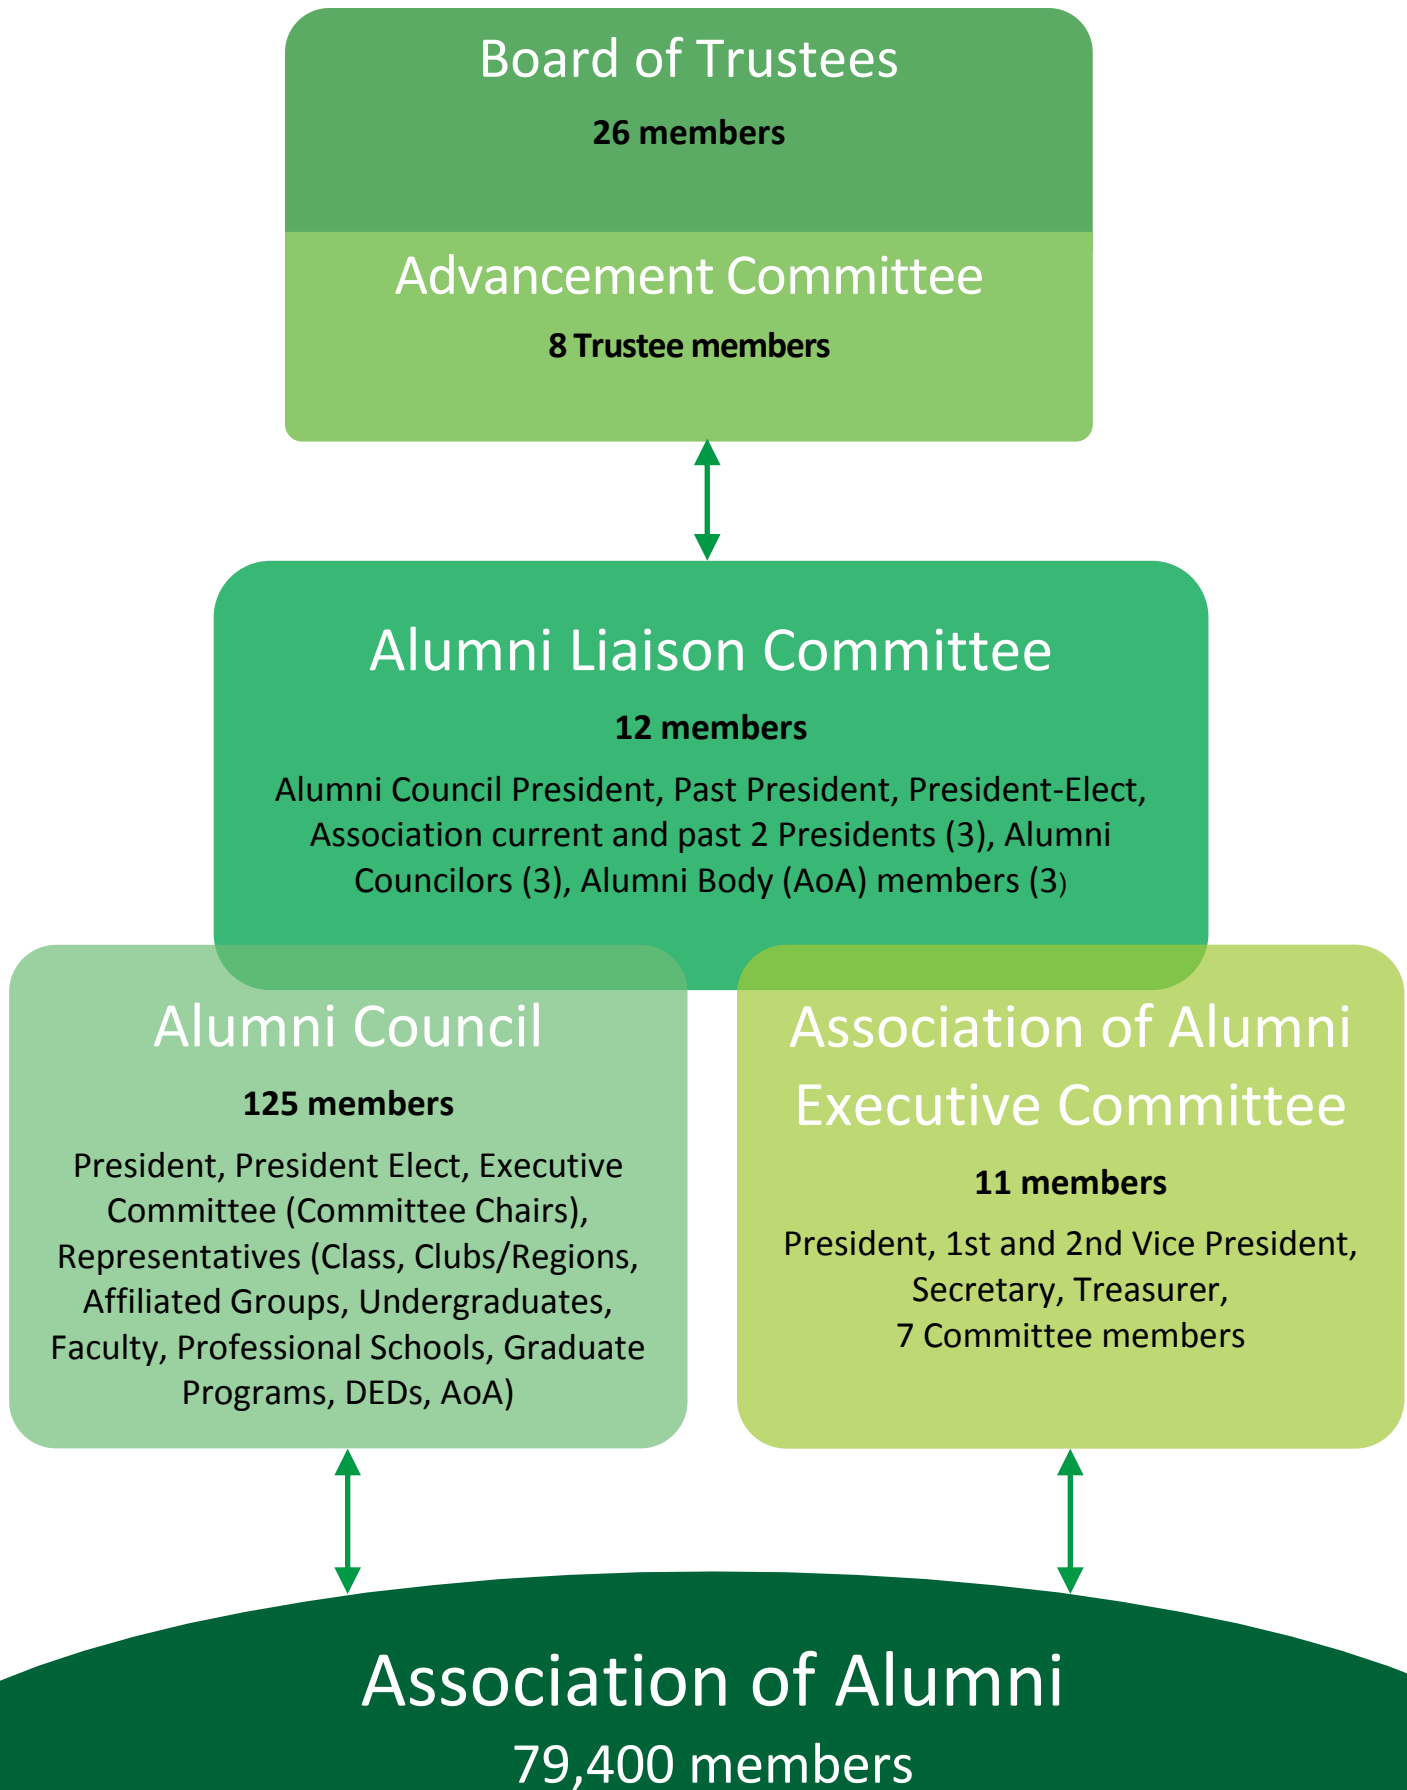 Board of Trustees
26 members
Advancement Committee
8 Trustee members
Alumni Liaison Committee
12 members
Alumni Council President, Past President, President-Elect,
Association current and past 2 Presidents (3), Alumni
Councilors (3), Alumni Body (AoA) members (3)
Alumni Council
125 members
President, President Elect, Executive
Committee (Committee Chairs),
Representatives (Class, Clubs/Regions,
Affiliated Groups, Undergraduates,
Faculty, Professional Schools, Graduate
Programs, DEDs, AoA)
Association of Alumni
Executive Committee
11 members
President, 1st and 2nd Vice President,
Secretary, Treasurer,
7 Committee members
Association of Alumni
79,400 members